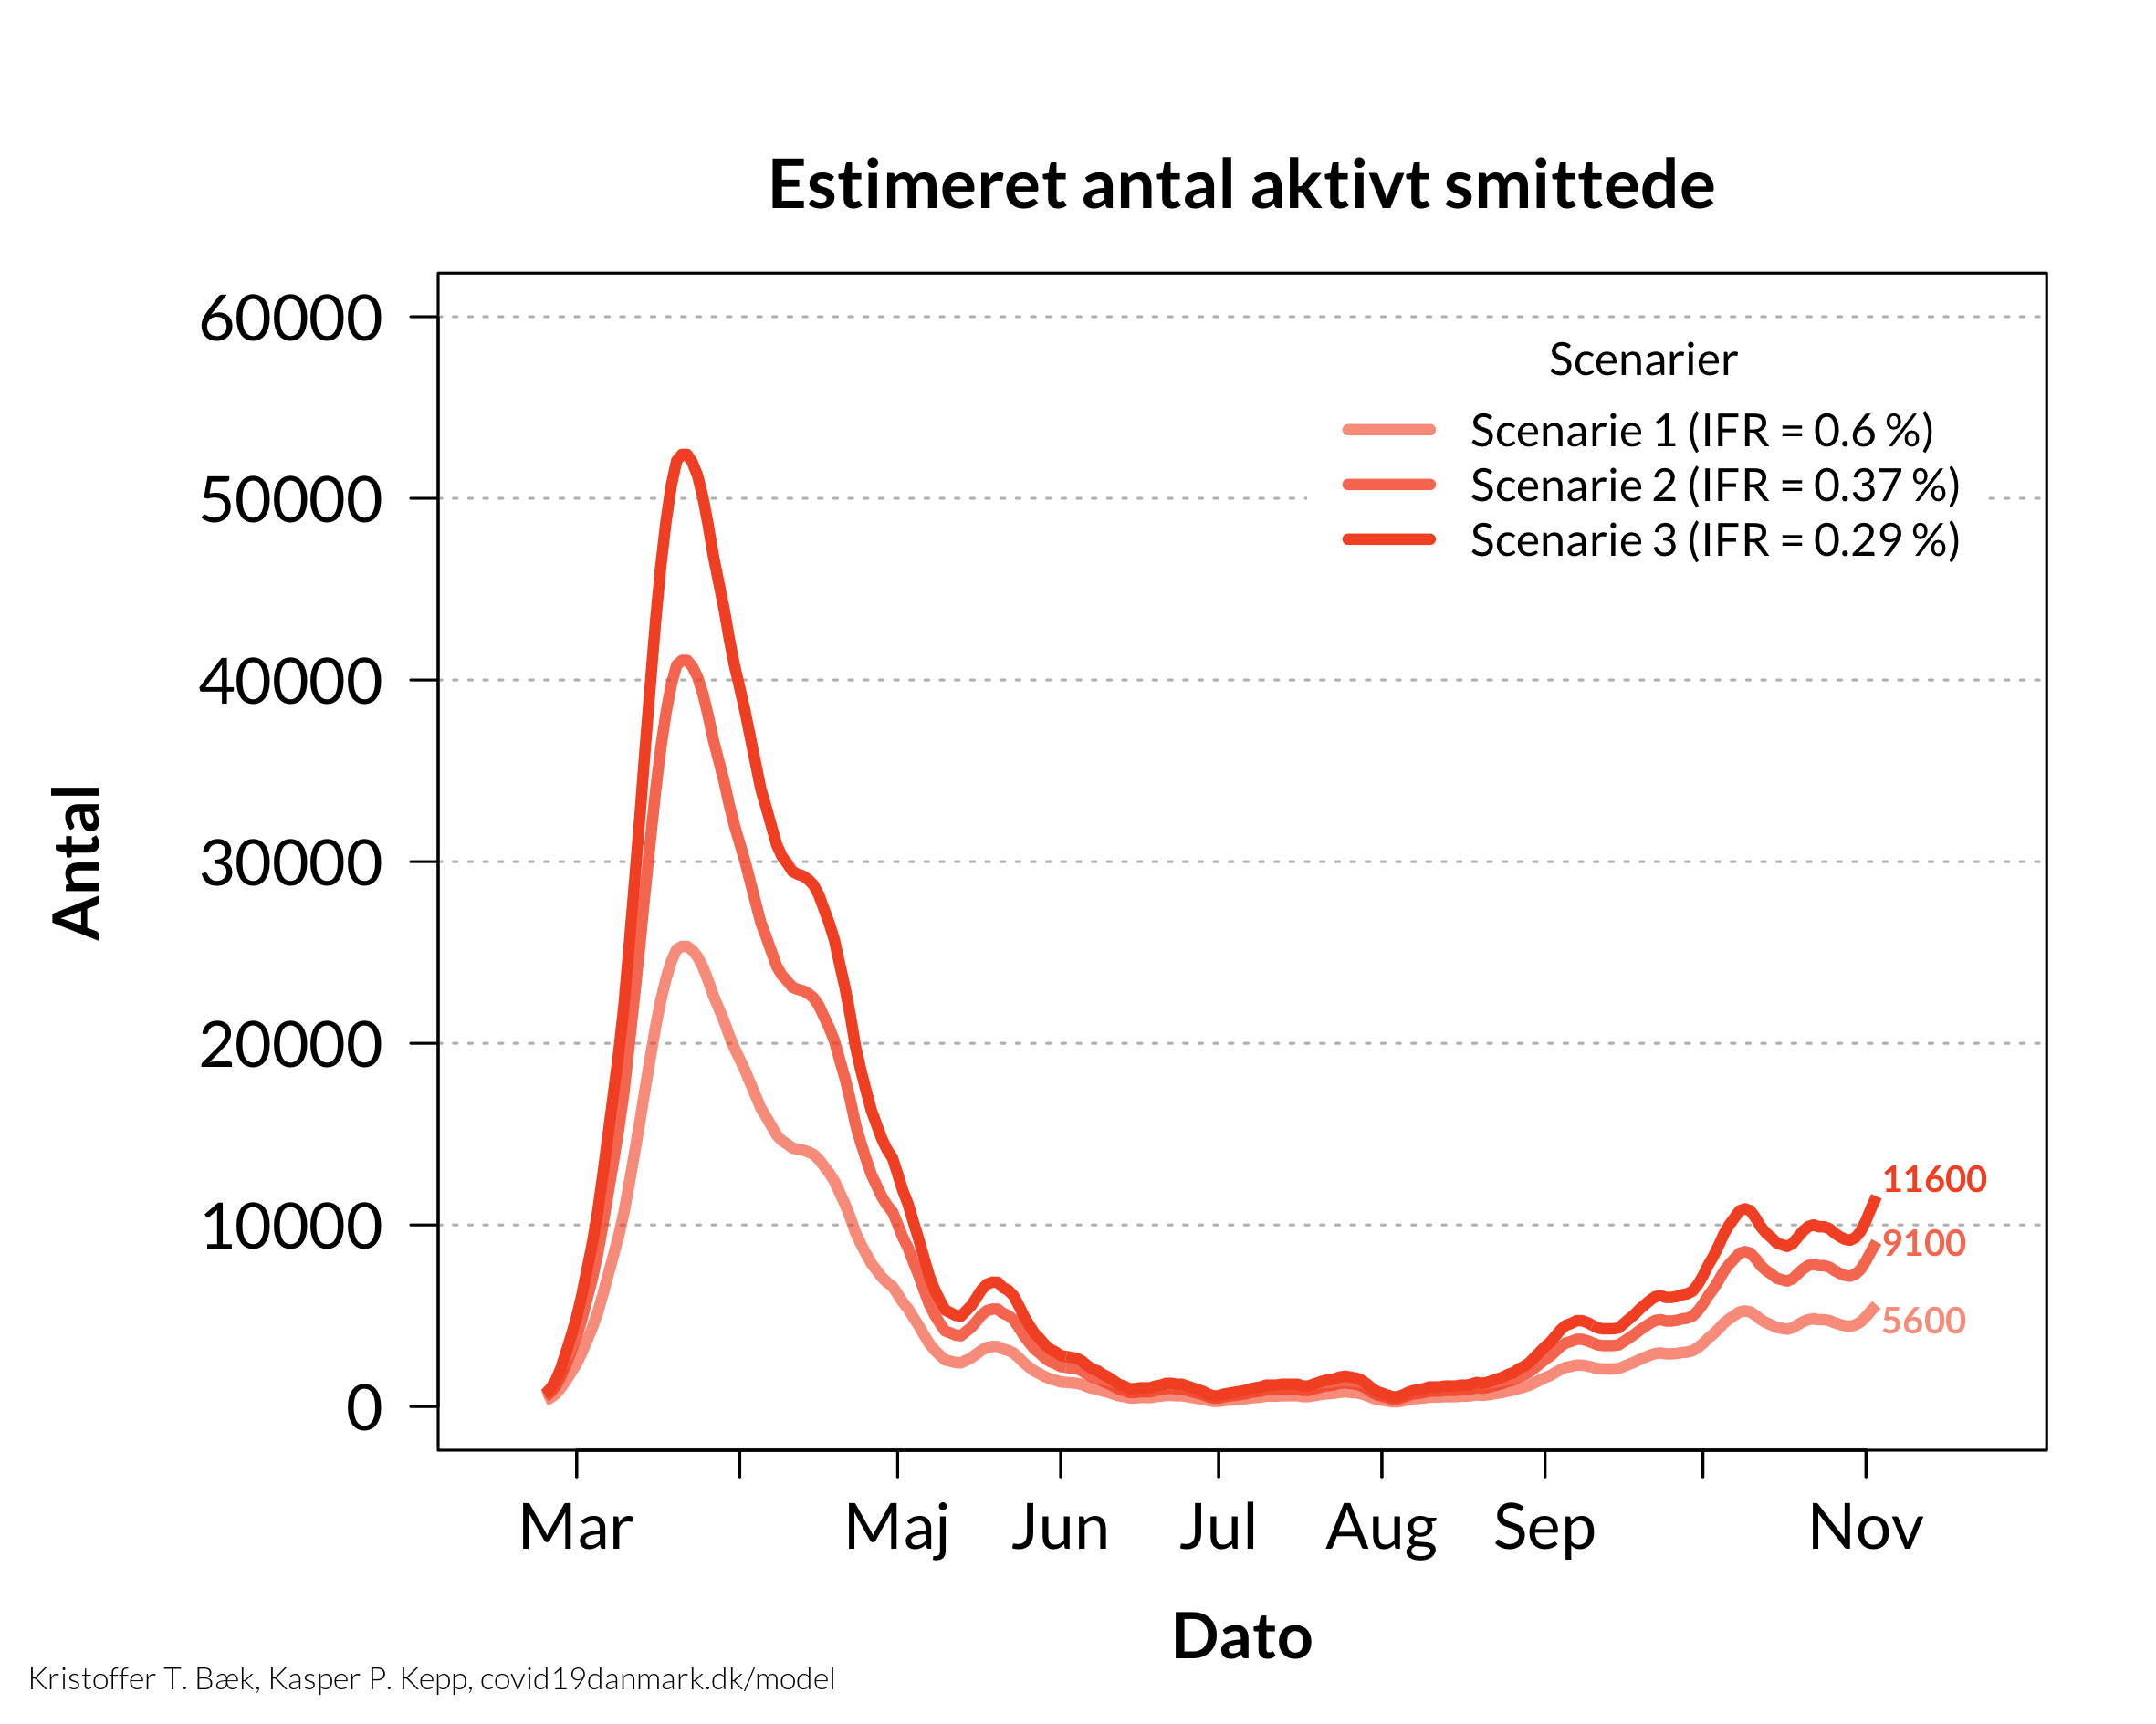 Estimeret antal aktivt smittede
60000
50000
40000
30000
20000
10000
0
Antal
Scenarier
Scenarie 1 (IFR = 0.6 %)
Scenarie 2 (IFR = 0.37 %)
Scenarie 3 (IFR = 0.29 %)
11600
9100
5600
Mar Maj Jun Jul Aug Sep Nov
Dato
Kristoffer T. Bæk, Kasper P. Kepp, covid19danmark.dk/model